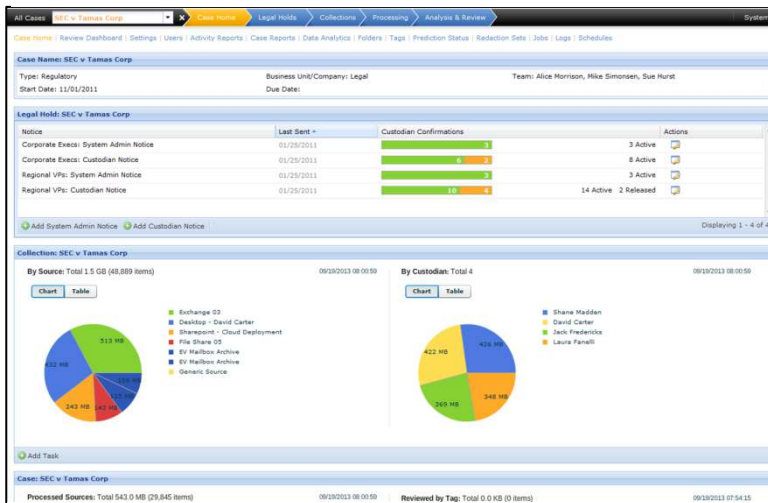 All Cases SEC v Tamas Corp Case Home Legal Holds Collections Processing Analysis & Review System
Case Home | Review Dashboard | Settings | Users | Activity Reports | Case Reports | Data Analytics | Folders | Tags | Prediction Status | Redaction Sets | Jobs | Logs | Schedules
Case Name: SEC v Tamas Corp
Type: Regulatory Business Unit/Company: Legal Team: Alice Morrison, Mike Simonsen, Sue Hurst
Start Date: 11/01/2011 Due Date:
Legal Hold: SEC v Tamas Corp
Notice Last Sent Custodian Confirmations Actions
Corporate Execs: System Admin Notice 01/25/2011 3 3 Active
Corporate Execs: Custodian Notice 01/25/2011 6 2 8 Active
Regional VPs: System Admin Notice 01/25/2011 3 3 Active
Regional VPs: Custodian Notice 01/25/2011 10 4 14 Active 2 Released
Add System Admin Notice Add Custodian Notice Displaying 1 - 4 of 4
Collection: SEC v Tamas Corp
By Source: Total 1.5 GB (48,889 items) 09/19/2013 08:00:59 By Custodian: Total 4 09/19/2013 08:00:59
Chart Table Chart Table
Exchange 03
Desktop - David Carter
Sharepoint - Cloud Deployment
File Share 05
EV Mailbox Archive
EV Mailbox Archive
Generic Source
513 MB
432 MB
243 MB
143 MB
Shane Madden
David Carter
Jack Fredericks
Laura Fanelli
426 MB
422 MB
369 MB
348 MB
Add Task
Case: SEC v Tamas Corp
Processed Sources: Total 543.0 MB (29,845 items) 09/19/2013 08:00:59 Reviewed by Tag: Total 0.0 KB (0 items) 09/19/2013 07:54:15